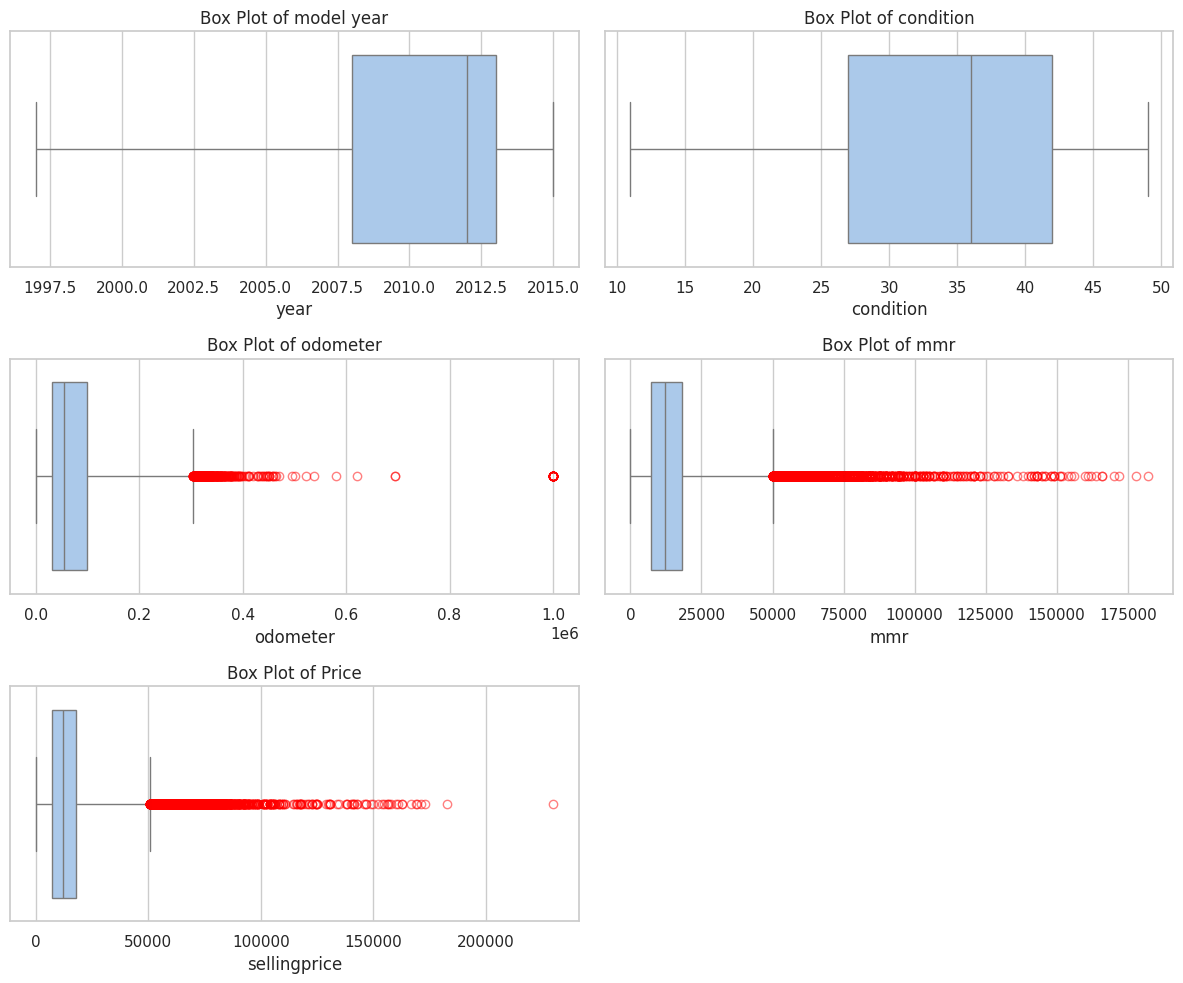 Box Plot of model year
1997.5 2000.0 2002.5 2005.0 2007.5 2010.0 2012.5 2015.0
year
Box Plot of condition
10 15 20 25 30 35 40 45 50
condition
Box Plot of odometer
0.0 0.2 0.4 0.6 0.8 1.0
1e6
odometer
Box Plot of mmr
0 25000 50000 75000 100000 125000 150000 175000
mmr
Box Plot of Price
0 50000 100000 150000 200000
sellingprice